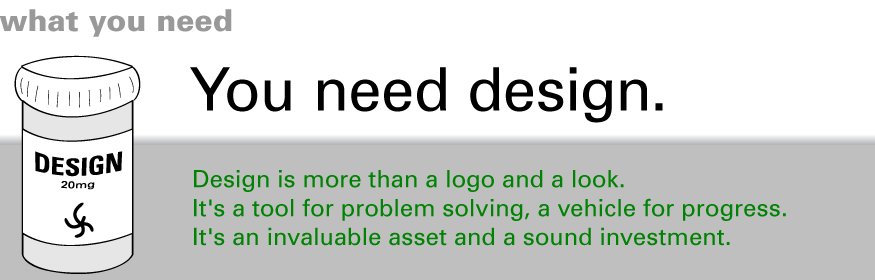 what you need
You need design.
DESIGN
20mg
Design is more than a logo and a look.
It's a tool for problem solving, a vehicle for progress.
It's an invaluable asset and a sound investment.